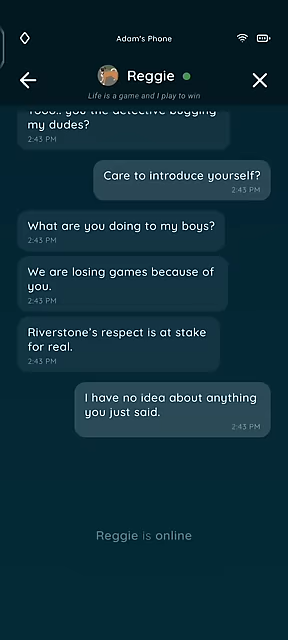 Adam's Phone
Reggie
Life is a game and I play to win
Yooo.. you the detective bugging
my dudes?
2:43 PM
Care to introduce yourself?
2:43 PM
What are you doing to my boys?
2:43 PM
We are losing games because of
you.
2:43 PM
Riverstone's respect is at stake
for real.
2:43 PM
I have no idea about anything
you just said.
2:43 PM
Reggie is online